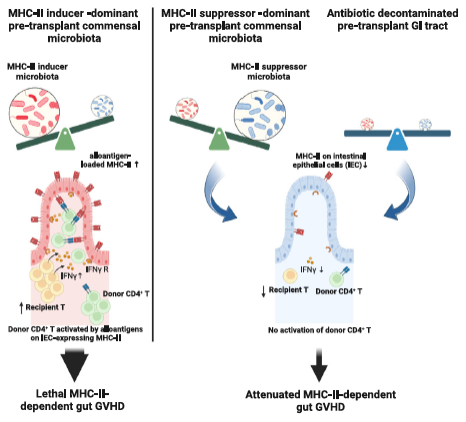 MHC-II inducer -dominant
pre-transplant commensal
microbiota
MHC-II inducer
microbiota
alloantigen-
loaded MHC-II ↑
IFNγ ↑
IFNγ R
↑ Recipient T
Donor CD4⁺ T
Donor CD4⁺ T activated by alloantigens
on IEC-expressing MHC-II
Lethal MHC-II-
dependent gut GVHD
MHC-II suppressor -dominant
pre-transplant commensal
microbiota
MHC-II suppressor
microbiota
Antibiotic decontaminated
pre-transplant GI tract
MHC-II on intestinal
epithelial cells (IEC) ↓
IFNγ ↓
↓ Recipient T
Donor CD4⁺ T
No activation of donor CD4⁺ T
Attenuated MHC-II-dependent
gut GVHD